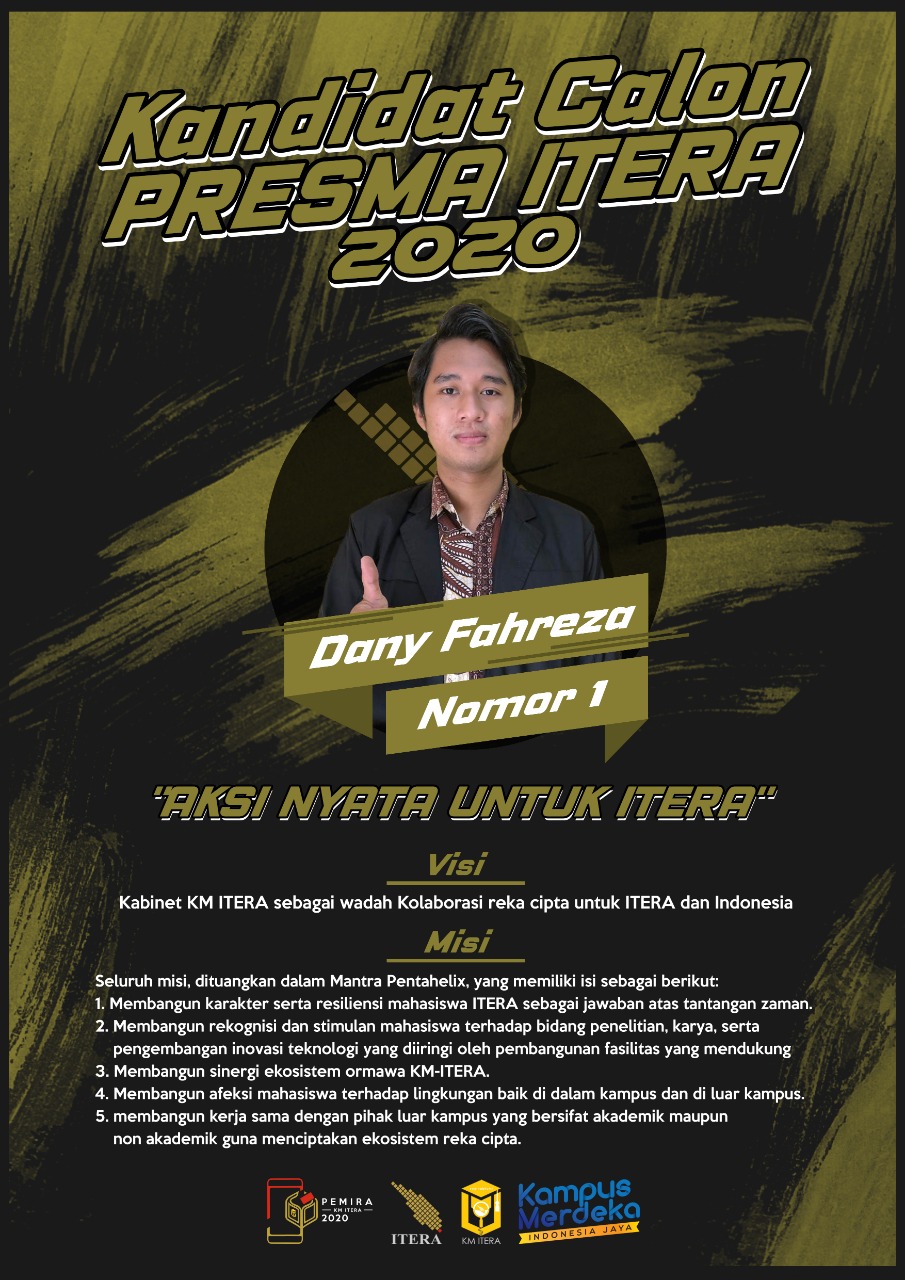 Kandidat Calon
PRESMA ITERA
2020
Dany Fahreza
Nomor 1
"AKSI NYATA UNTUK ITERA"
Visi
Kabinet KM ITERA sebagai wadah Kolaborasi reka cipta untuk ITERA dan Indonesia
Misi
Seluruh misi, dituangkan dalam Mantra Pentahelix, yang memiliki isi sebagai berikut:
1. Membangun karakter serta resiliensi mahasiswa ITERA sebagai jawaban atas tantangan zaman.
2. Membangun rekognisi dan stimulan mahasiswa terhadap bidang penelitian, karya, serta
pengembangan inovasi teknologi yang diiringi oleh pembangunan fasilitas yang mendukung
3. Membangun sinergi ekosistem ormawa KM-ITERA.
4. Membangun afeksi mahasiswa terhadap lingkungan baik di dalam kampus dan di luar kampus.
5. membangun kerja sama dengan pihak luar kampus yang bersifat akademik maupun
non akademik guna menciptakan ekosistem reka cipta.
PEMIRA
KM ITERA
2020
ITERA
KM ITERA
Kampus
Merdeka
INDONESIA JAYA